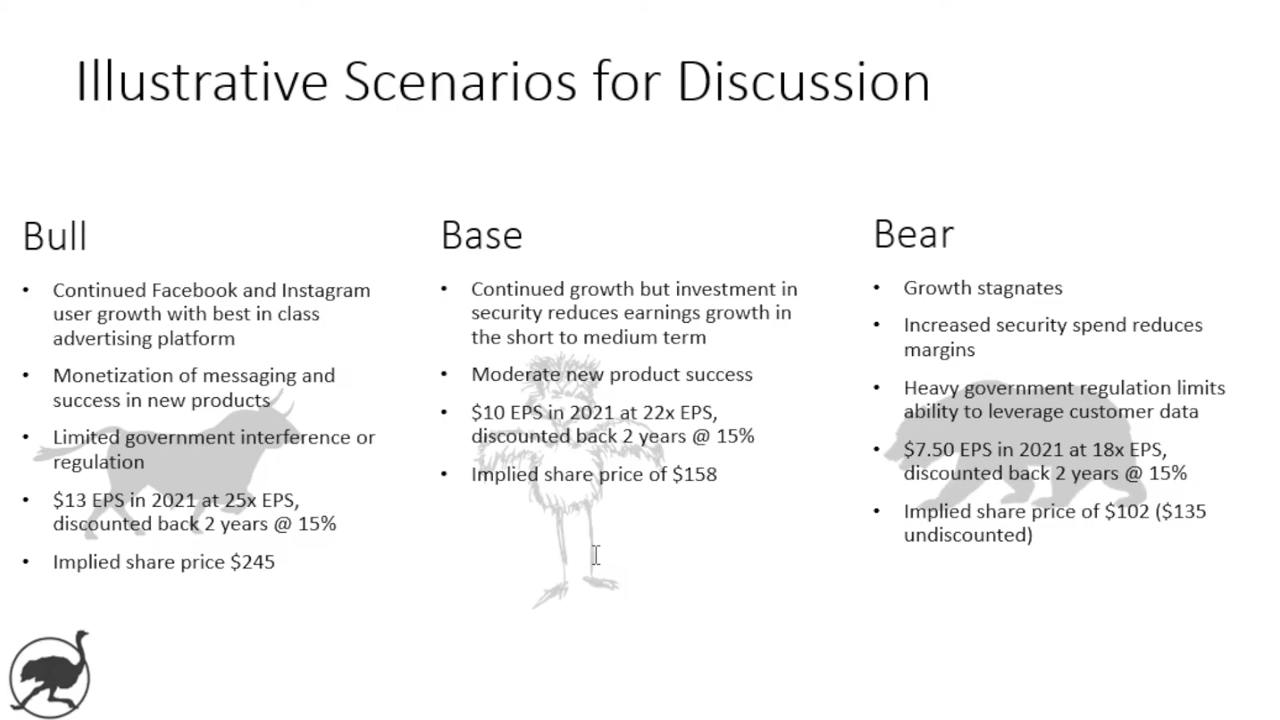 Illustrative Scenarios for Discussion
Bull
• Continued Facebook and Instagram
user growth with best in class
advertising platform
• Monetization of messaging and
success in new products
• Limited government interference or
regulation
• $13 EPS in 2021 at 25x EPS,
discounted back 2 years @ 15%
• Implied share price $245
Base
• Continued growth but investment in
security reduces earnings growth in
the short to medium term
• Moderate new product success
• $10 EPS in 2021 at 22x EPS,
discounted back 2 years @ 15%
• Implied share price of $158
Bear
• Growth stagnates
• Increased security spend reduces
margins
• Heavy government regulation limits
ability to leverage customer data
• $7.50 EPS in 2021 at 18x EPS,
discounted back 2 years @ 15%
• Implied share price of $102 ($135
undiscounted)